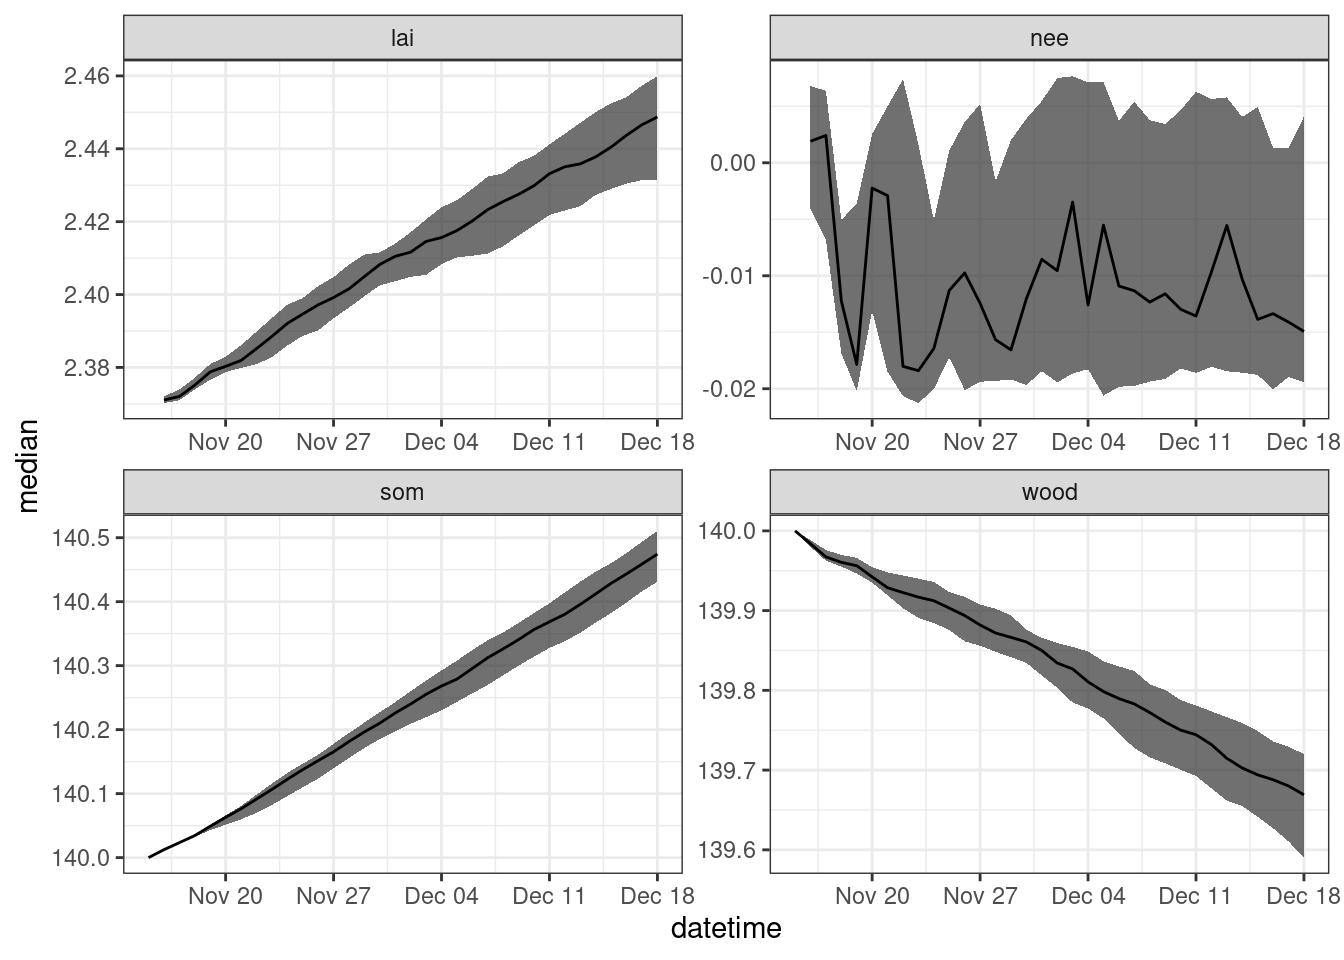 lai
nee
2.46
2.44
2.42
2.40
2.38
0.00
-0.01
-0.02
Nov 20 Nov 27 Dec 04 Dec 11 Dec 18
Nov 20 Nov 27 Dec 04 Dec 11 Dec 18
median
som
wood
140.5
140.4
140.3
140.2
140.1
140.0
140.0
139.9
139.8
139.7
139.6
Nov 20 Nov 27 Dec 04 Dec 11 Dec 18
Nov 20 Nov 27 Dec 04 Dec 11 Dec 18
datetime